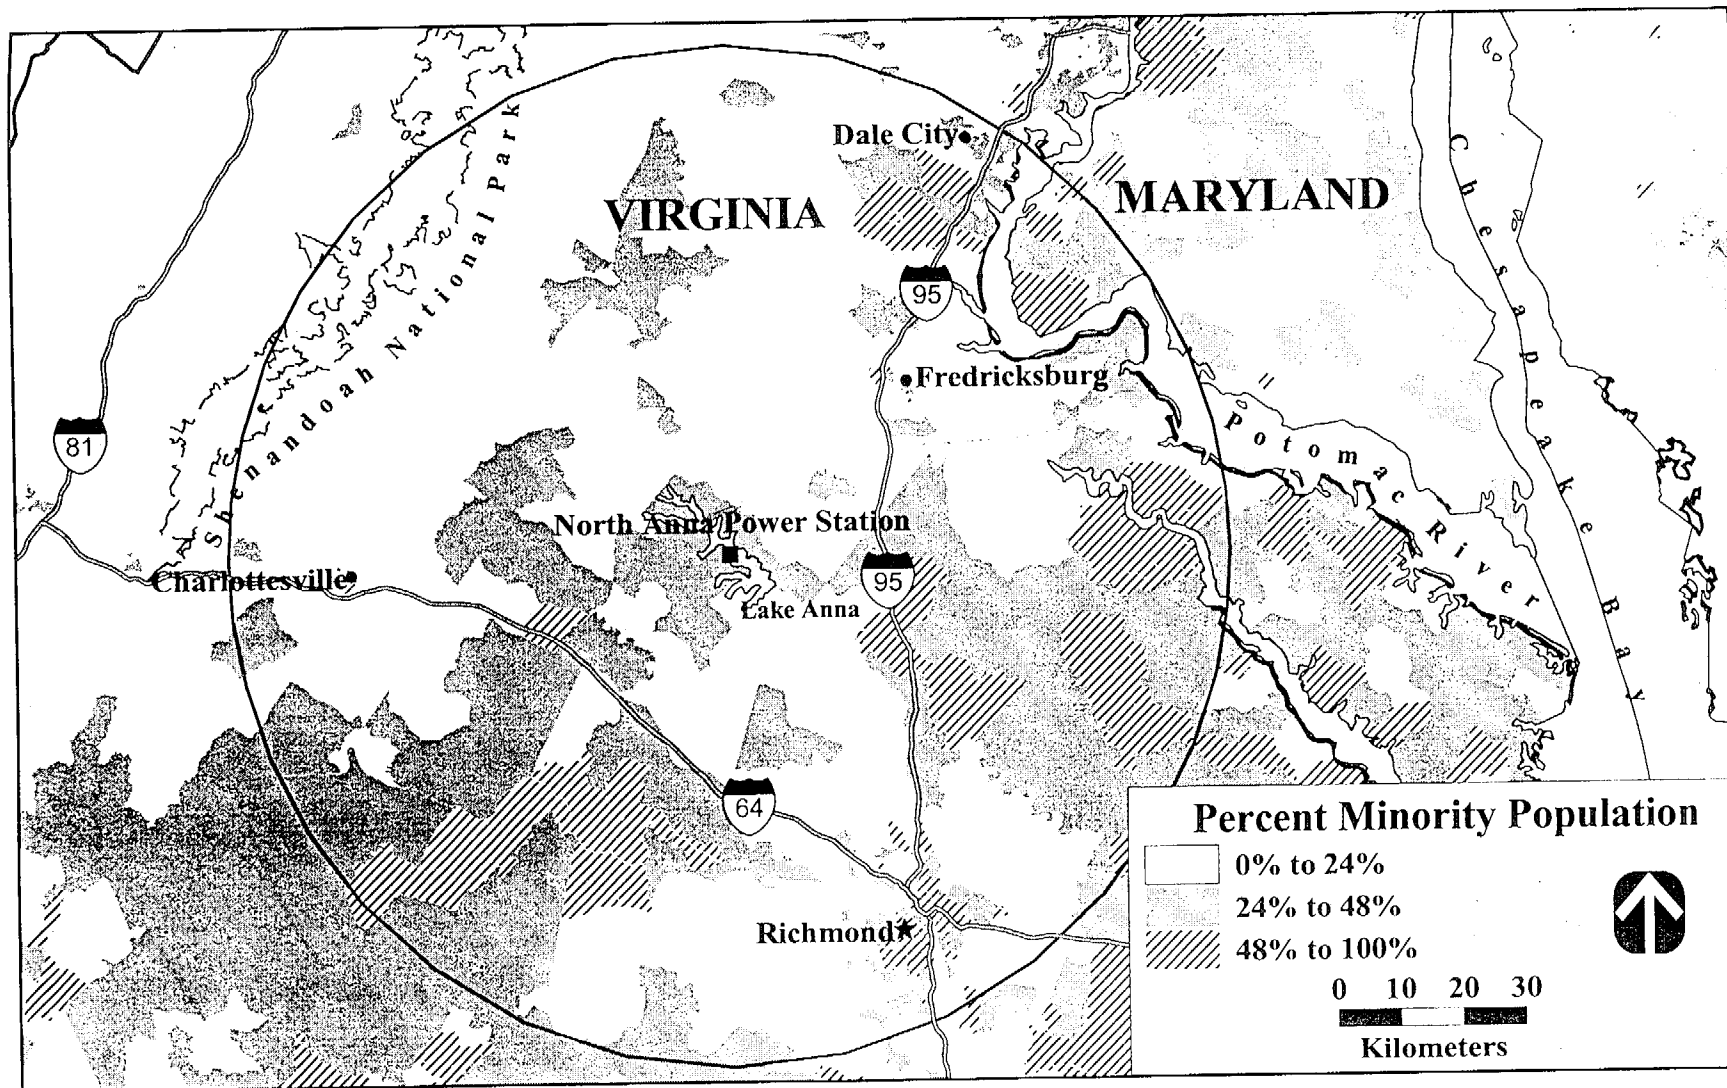 Dale City
VIRGINIA
MARYLAND
Shenandoah National Park
Chesapeake Bay
95
Fredricksburg
81
Potomac River
North Anna Power Station
Charlottesville
95
Lake Anna
64
Richmond
Percent Minority Population
0% to 24%
24% to 48%
48% to 100%
0 10 20 30
Kilometers